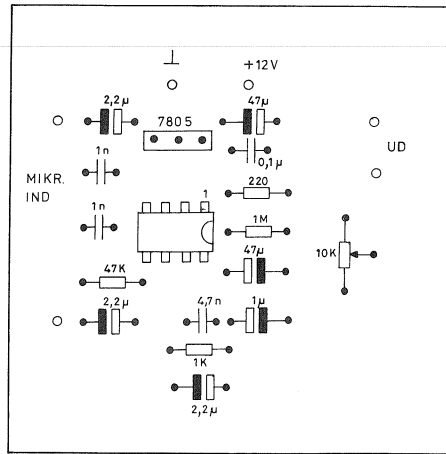 ⊥
+12V
2,2µ
47µ
7805
0,1µ
1n
MIKR.
IND
UD
220
1
1n
1M
10K
47µ
47K
2,2µ
4,7n
1µ
1K
2,2µ